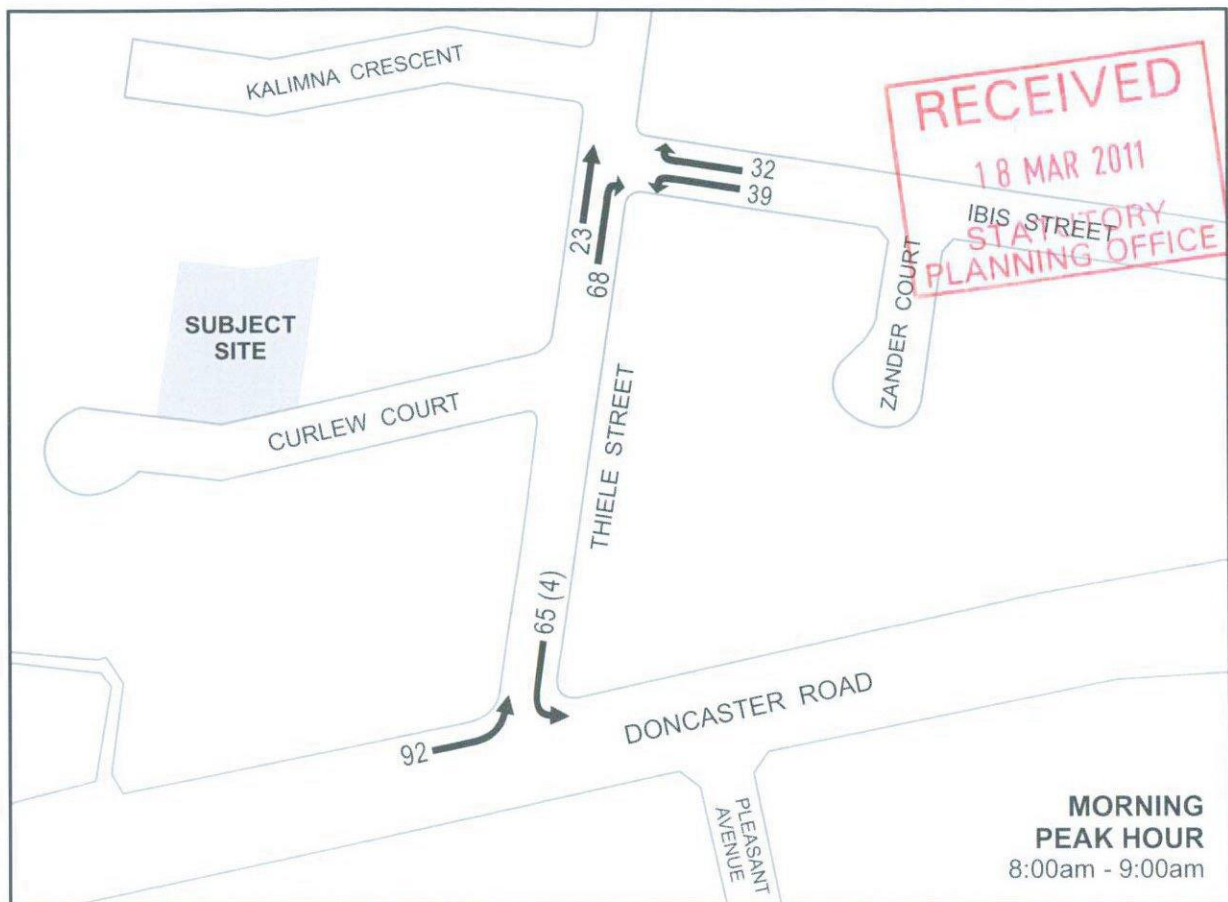 KALIMNA CRESCENT
RECEIVED
18 MAR 2011
STATUTORY
PLANNING OFFICE
32
39
IBIS STREET
23
68
ZANDER COURT
SUBJECT
SITE
CURLEW COURT
THIELE STREET
65 (4)
DONCASTER ROAD
92
PLEASANT
AVENUE
MORNING
PEAK HOUR
8:00am - 9:00am